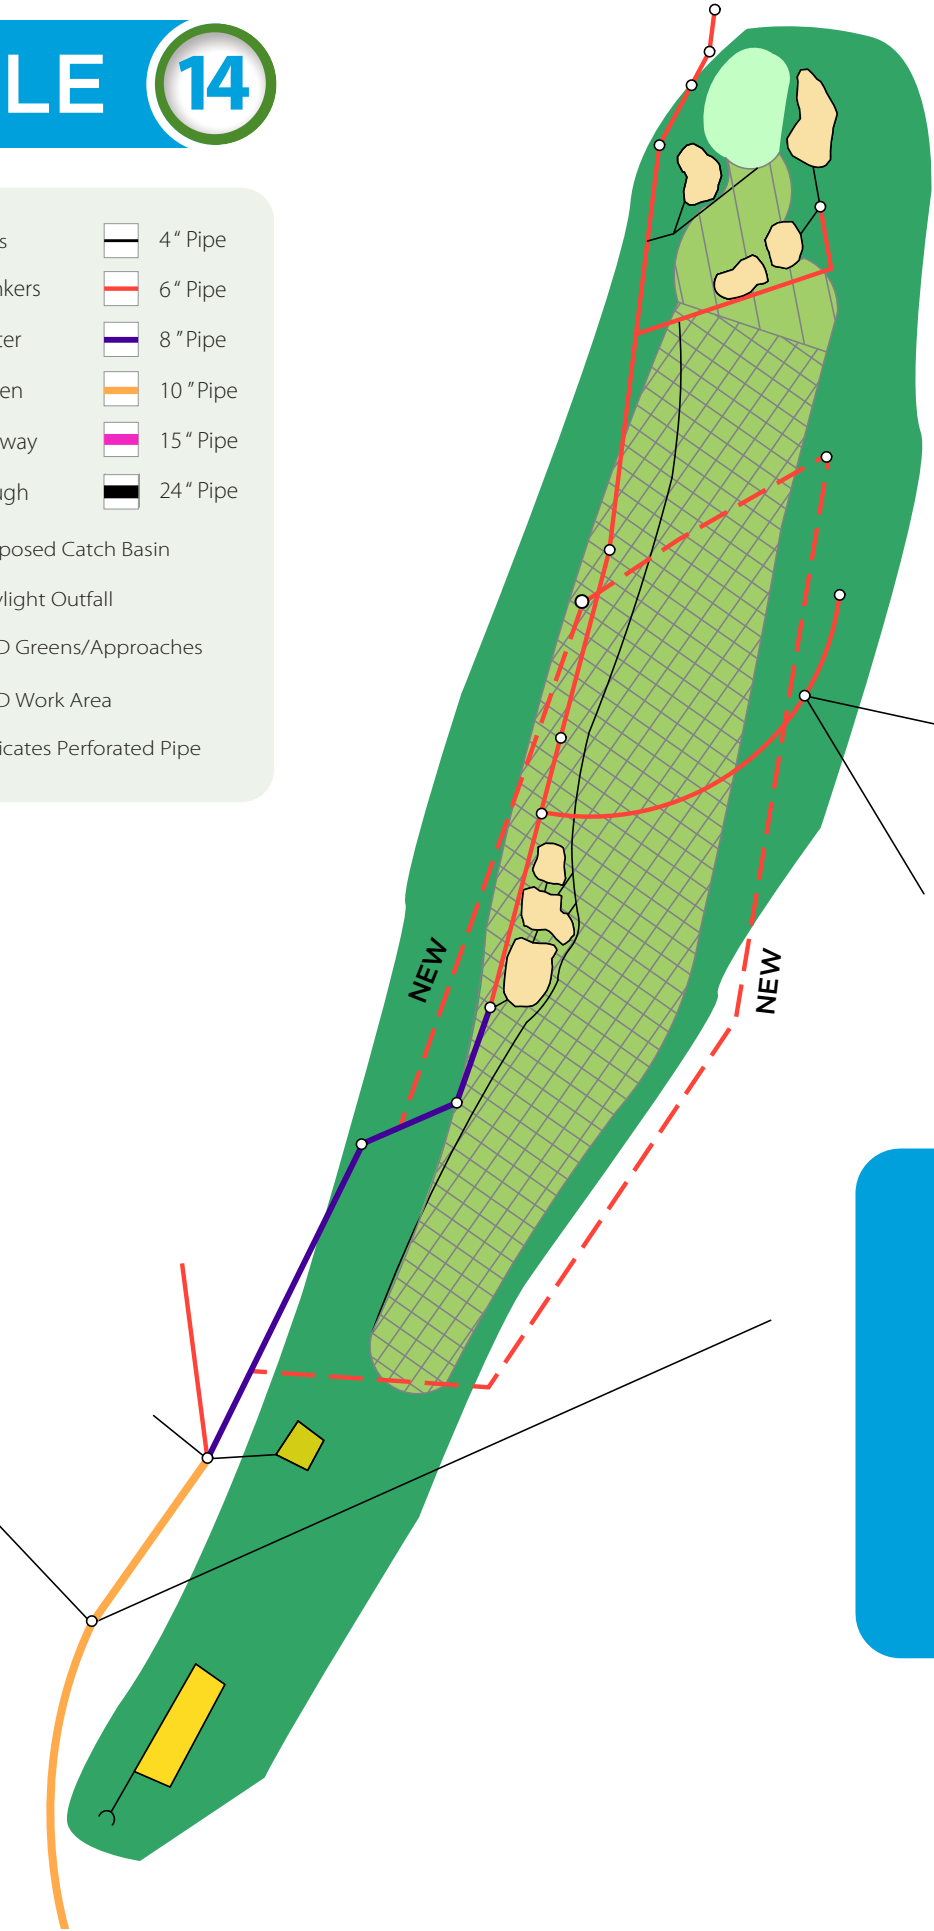 LE 14
s
4" Pipe
nkers
6" Pipe
ter
8" Pipe
en
10" Pipe
way
15" Pipe
ugh
24" Pipe
posed Catch Basin
ylight Outfall
D Greens/Approaches
D Work Area
icates Perforated Pipe
NEW
NEW